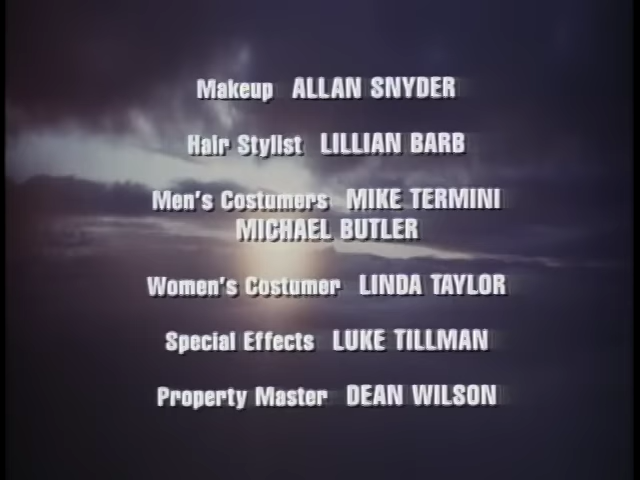 Makeup ALLAN SNYDER
Hair Stylist LILLIAN BARB
Men's Costumers MIKE TERMINI
MICHAEL BUTLER
Women's Costumer LINDA TAYLOR
Special Effects LUKE TILLMAN
Property Master DEAN WILSON